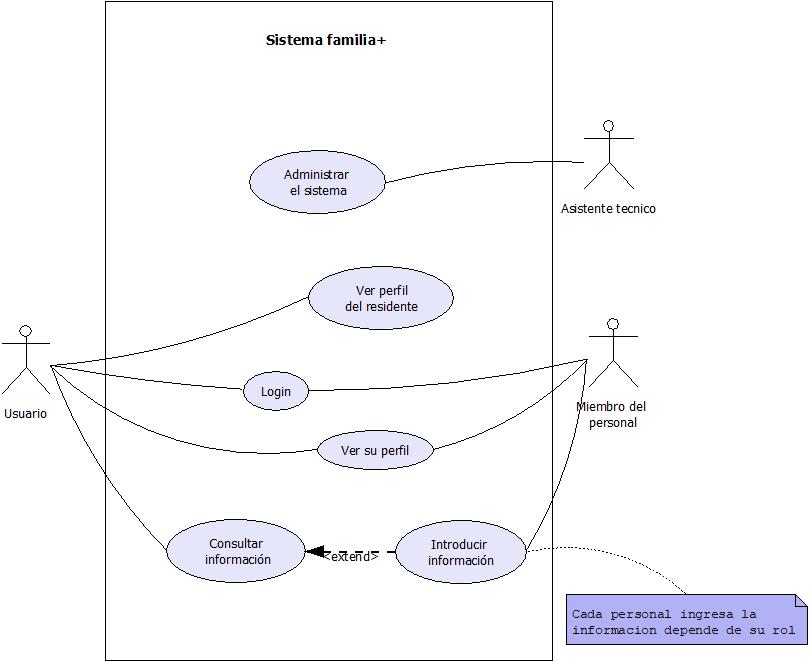 Sistema familia+
Administrar
el sistema
Asistente tecnico
Ver perfil
del residente
Usuario
Login
Miembro del
personal
Ver su perfil
Consultar
información
<extend>
Introducir
información
Cada personal ingresa la
informacion depende de su rol